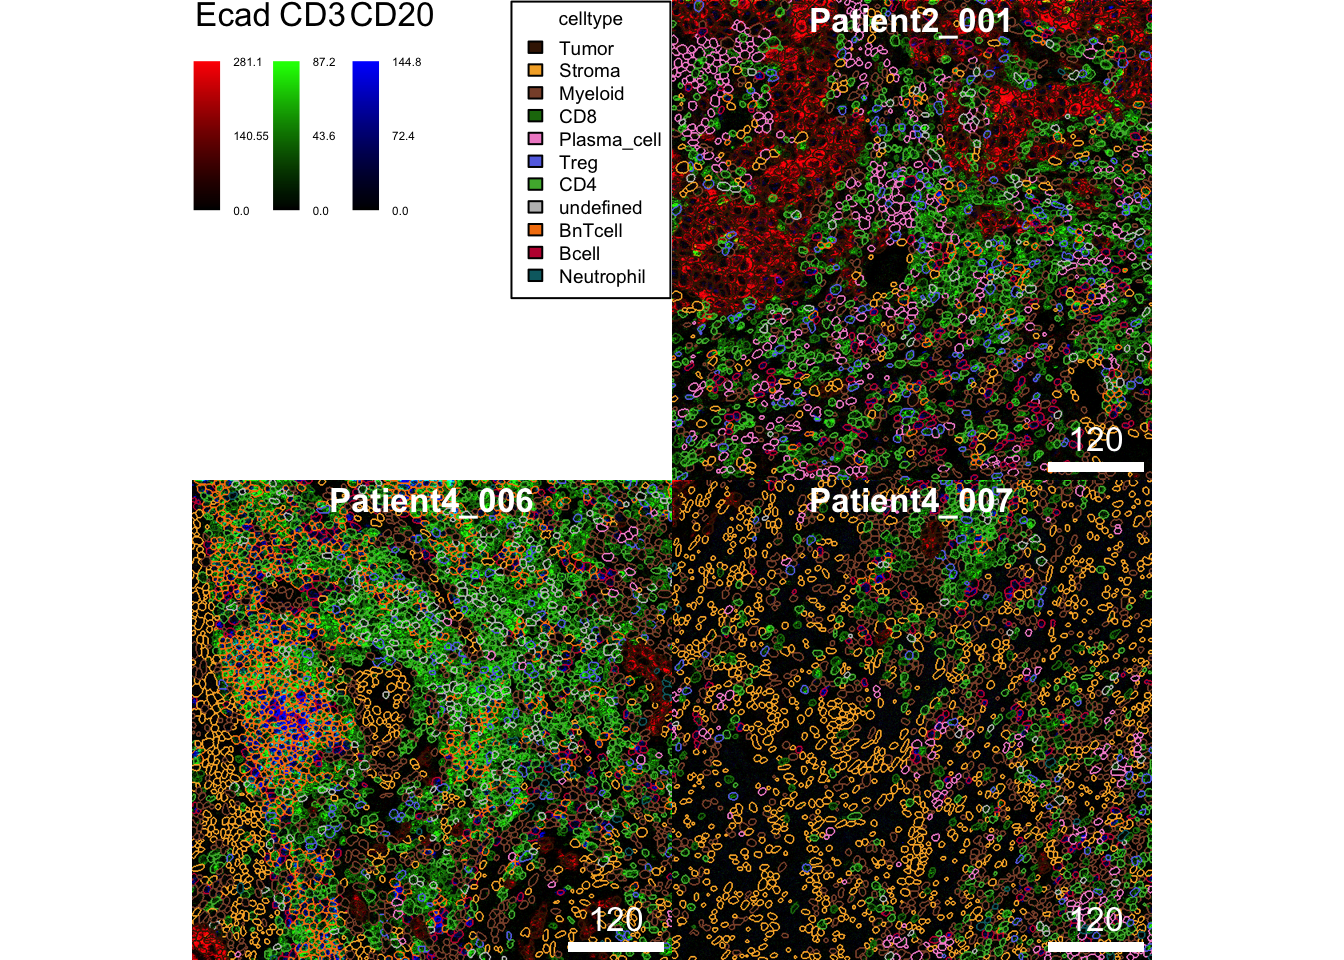 Ecad CD3 CD20
281.1 87.2 144.8
140.55 43.6 72.4
0.0 0.0 0.0
celltype
Tumor
Stroma
Myeloid
CD8
Plasma_cell
Treg
CD4
undefined
BnTcell
Bcell
Neutrophil
Patient2_001
120
Patient4_006
120
Patient4_007
120